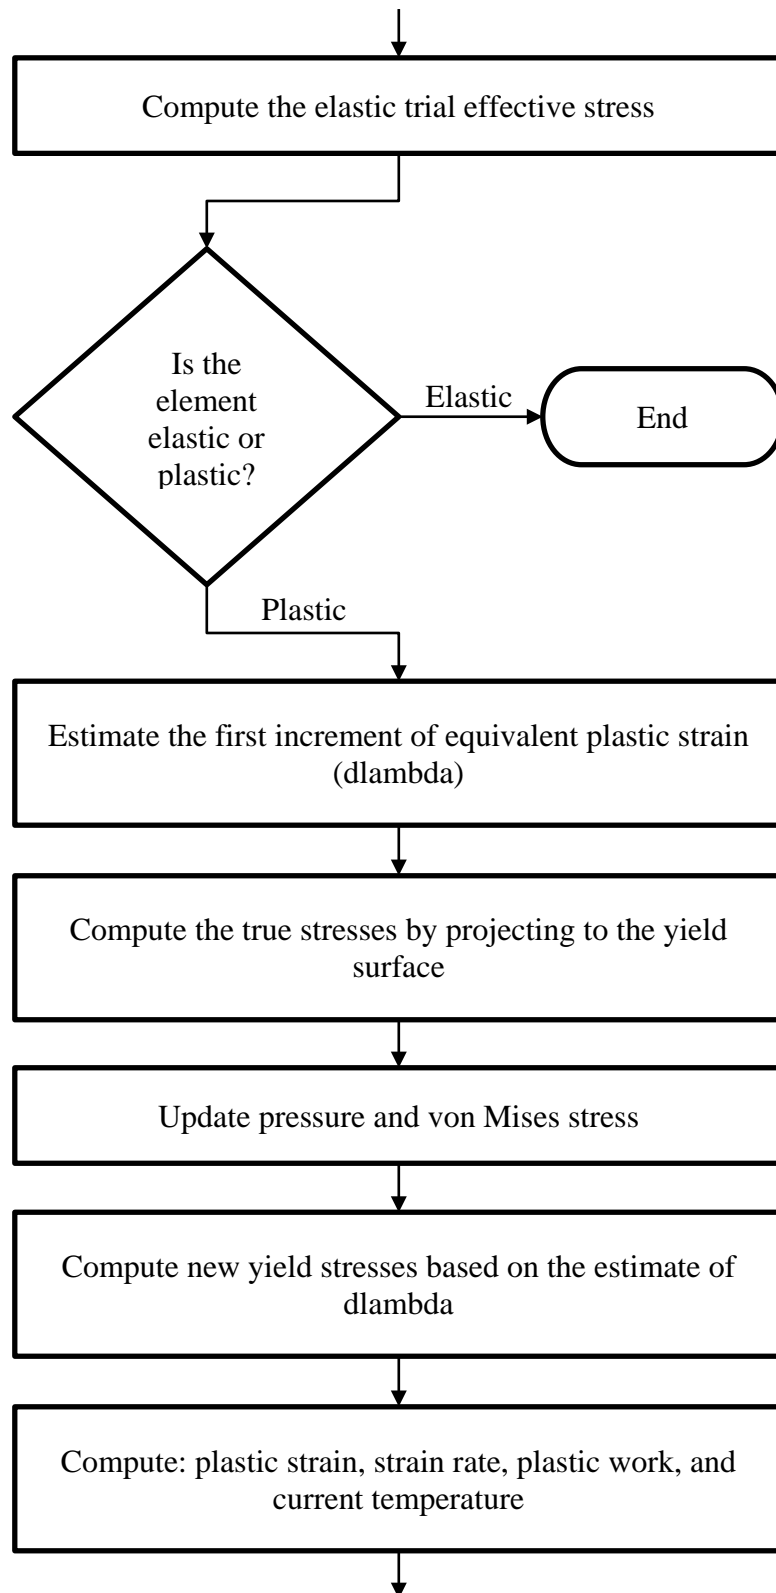 Compute the elastic trial effective stress
Is the
element
elastic or
plastic?
Elastic
End
Plastic
Estimate the first increment of equivalent plastic strain
(dlambda)
Compute the true stresses by projecting to the yield
surface
Update pressure and von Mises stress
Compute new yield stresses based on the estimate of
dlambda
Compute: plastic strain, strain rate, plastic work, and
current temperature